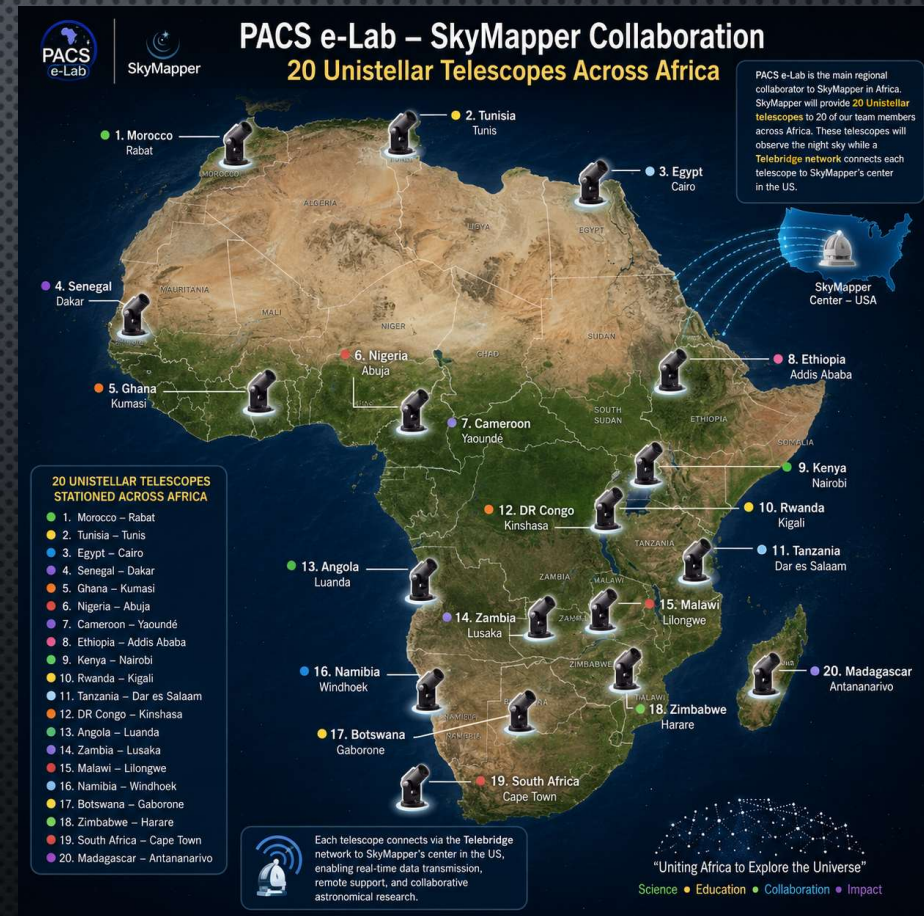 PACS
e-Lab
SkyMapper
PACS e-Lab – SkyMapper Collaboration
20 Unistellar Telescopes Across Africa
PACS e-Lab is the main regional
collaborator to SkyMapper in Africa.
SkyMapper will provide 20 Unistellar
telescopes to 20 of our team members
across Africa. These telescopes will
observe the night sky while a
Telebridge network connects each
telescope to SkyMapper's center
in the US.
SkyMapper
Center – USA
1. Morocco
Rabat
2. Tunisia
Tunis
3. Egypt
Cairo
MOROCCO
ALGERIA
LIBYA
EGYPT
4. Senegal
Dakar
MAURITANIA
MALI
NIGER
CHAD
SUDAN
6. Nigeria
Abuja
8. Ethiopia
Addis Ababa
5. Ghana
Kumasi
7. Cameroon
Yaoundé
SOUTH
SUDAN
ETHIOPIA
SOMALIA
9. Kenya
Nairobi
12. DR Congo
Kinshasa
10. Rwanda
Kigali
TANZANIA
11. Tanzania
Dar es Salaam
13. Angola
Luanda
ZAMBIA
MALAWI
14. Zambia
Lusaka
15. Malawi
Lilongwe
16. Namibia
Windhoek
ZIMBABWE
20. Madagascar
Antananarivo
18. Zimbabwe
Harare
17. Botswana
Gaborone
19. South Africa
Cape Town
20 UNISTELLAR TELESCOPES
STATIONED ACROSS AFRICA
1. Morocco – Rabat
2. Tunisia – Tunis
3. Egypt – Cairo
4. Senegal – Dakar
5. Ghana – Kumasi
6. Nigeria – Abuja
7. Cameroon – Yaoundé
8. Ethiopia – Addis Ababa
9. Kenya – Nairobi
10. Rwanda – Kigali
11. Tanzania – Dar es Salaam
12. DR Congo – Kinshasa
13. Angola – Luanda
14. Zambia – Lusaka
15. Malawi – Lilongwe
16. Namibia – Windhoek
17. Botswana – Gaborone
18. Zimbabwe – Harare
19. South Africa – Cape Town
20. Madagascar – Antananarivo
Each telescope connects via the Telebridge
network to SkyMapper's center in the US,
enabling real-time data transmission,
remote support, and collaborative
astronomical research.
"Uniting Africa to Explore the Universe"
Science • Education • Collaboration • Impact